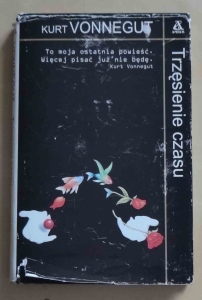 KURT VONNEGUT
To moja ostatnia powieść.
Więcej pisać już nie będę.
Kurt Vonnegut
Trzęsienie czasu